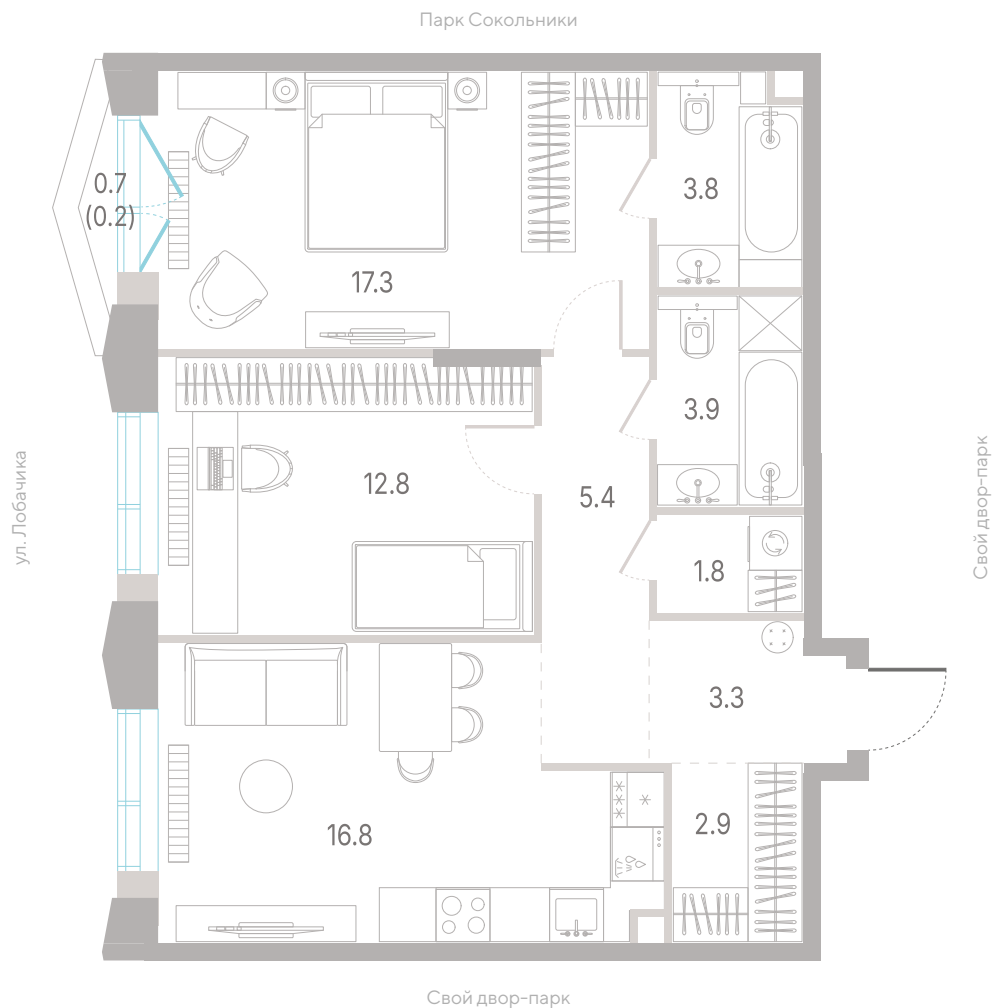 Парк Сокольники
0.7
(0.2)
3.8
17.3
3.9
ул. Лобачика
12.8
5.4
Свой двор-парк
1.8
3.3
16.8
2.9
Свой двор-парк